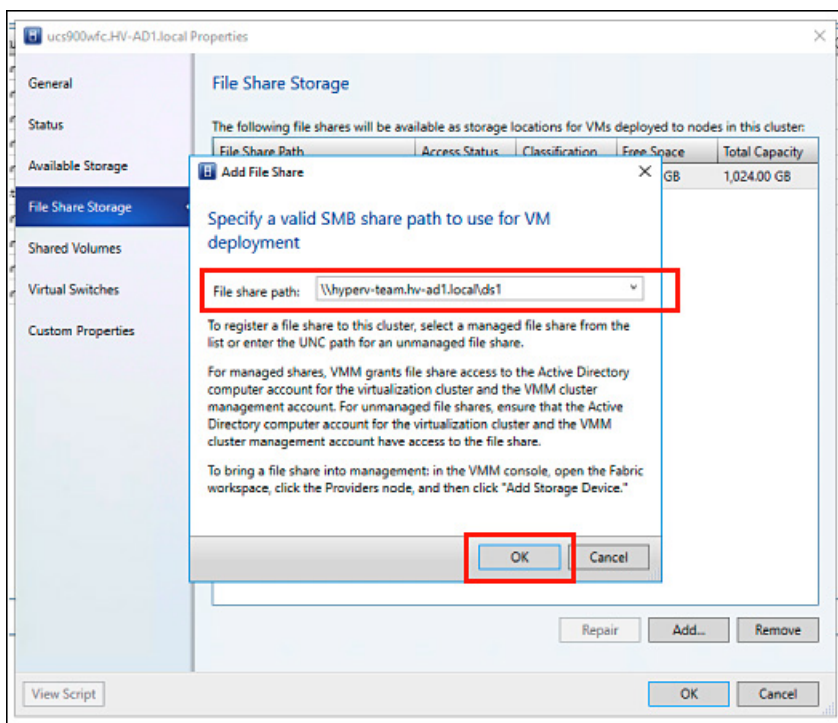 ucs900wfc.HV-AD1.local Properties
General
Status
Available Storage
File Share Storage
Shared Volumes
Virtual Switches
Custom Properties
File Share Storage
The following file shares will be available as storage locations for VMs deployed to nodes in this cluster:
File Share Path Access Status Classification Free Space Total Capacity
GB 1,024.00 GB
Add File Share
Specify a valid SMB share path to use for VM
deployment
File share path: \\hyperv-team.hv-ad1.local\ds1
To register a file share to this cluster, select a managed file share from the
list or enter the UNC path for an unmanaged file share.
For managed shares, VMM grants file share access to the Active Directory
computer account for the virtualization cluster and the VMM cluster
management account. For unmanaged file shares, ensure that the Active
Directory computer account for the virtualization cluster and the VMM
cluster management account have access to the file share.
To bring a file share into management: in the VMM console, open the Fabric
workspace, click the Providers node, and then click "Add Storage Device."
OK Cancel
Repair Add... Remove
View Script OK Cancel